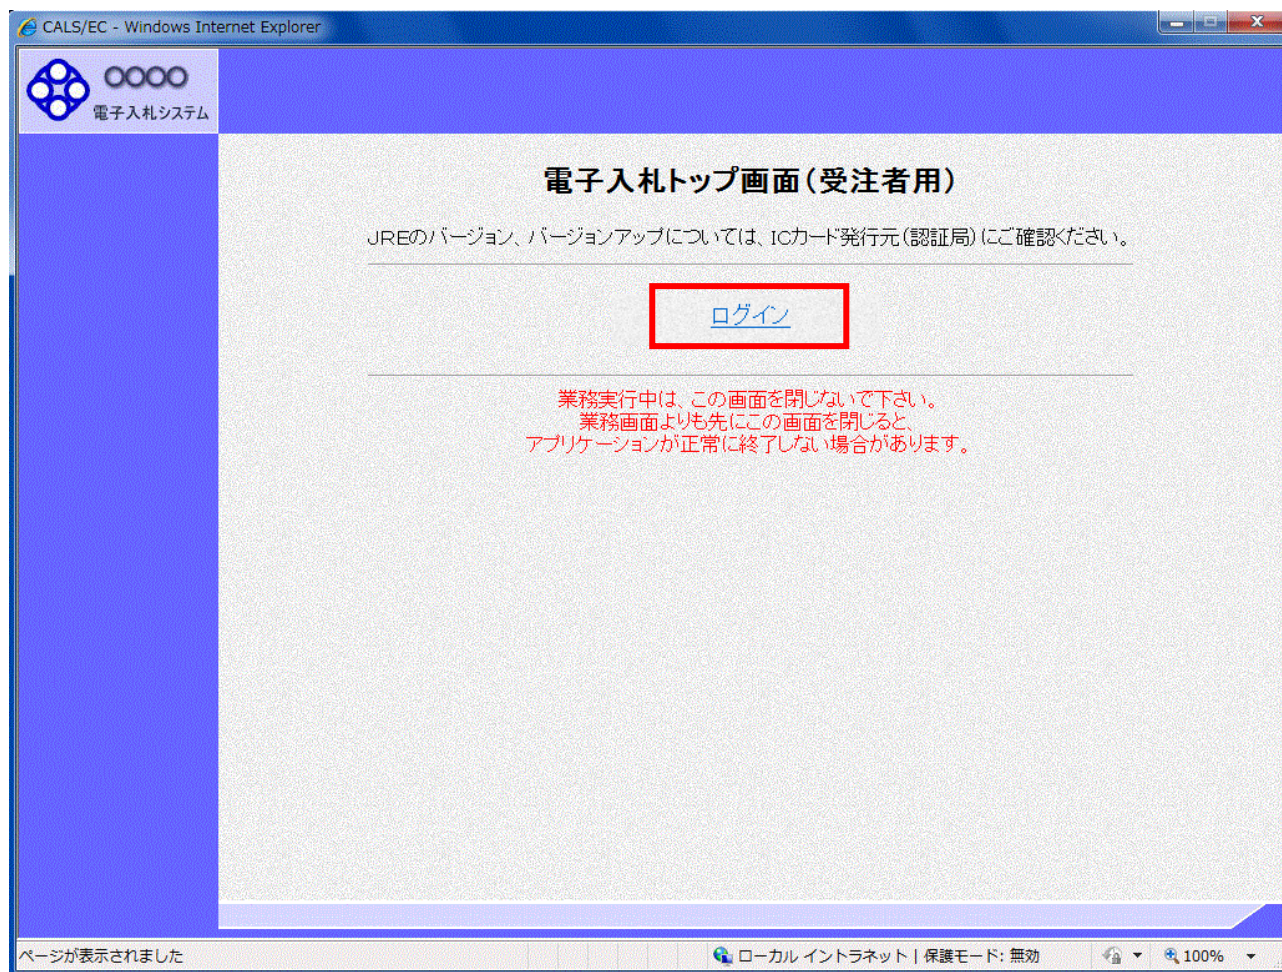 CALS/EC - Windows Internet Explorer
○○○○
電子入札システム
電子入札トップ画面（受注者用）
JREのバージョン、バージョンアップについては、ICカード発行元（認証局）にご確認ください。
ログイン
業務実行中は、この画面を閉じないで下さい。
業務画面よりも先にこの画面を閉じると、
アプリケーションが正常に終了しない場合があります。
ページが表示されました
ローカル イントラネット | 保護モード: 無効
100%